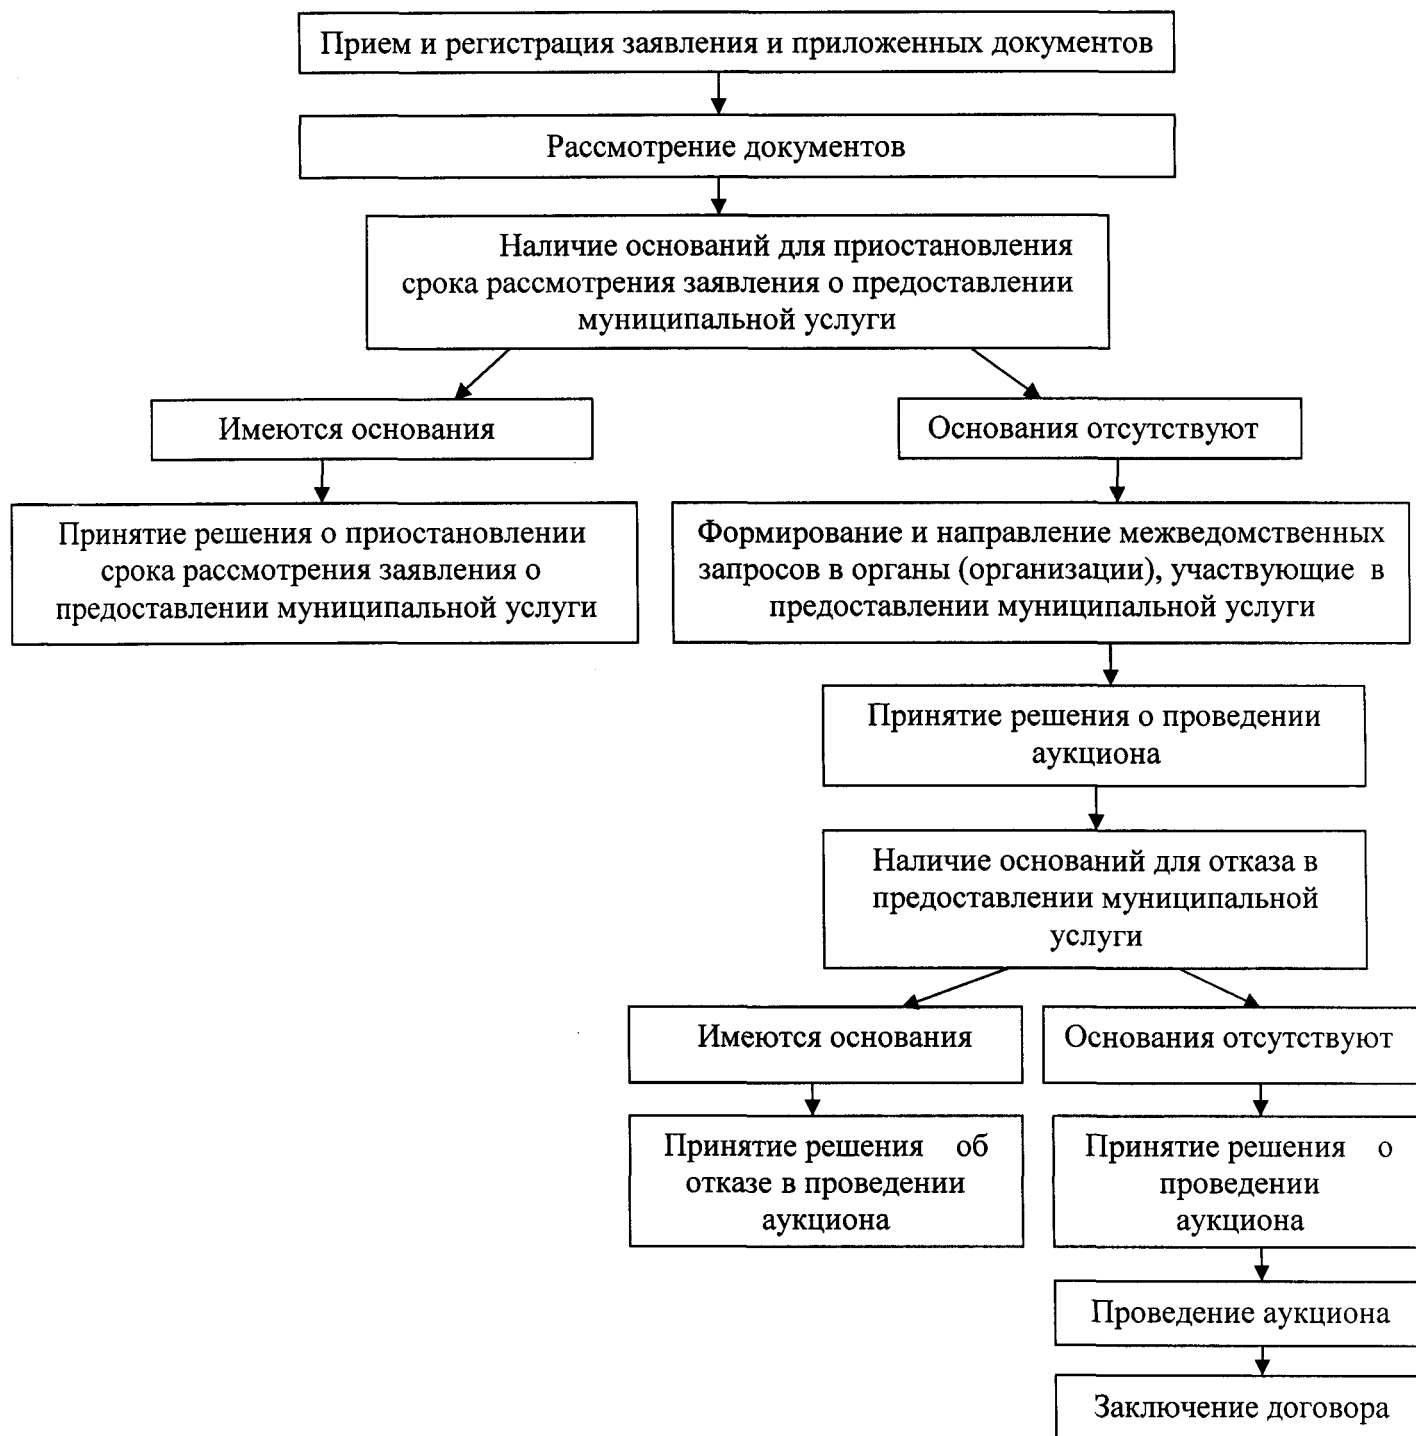 Прием и регистрация заявления и приложенных документов
Рассмотрение документов
Наличие оснований для приостановления
срока рассмотрения заявления о предоставлении
муниципальной услуги
Имеются основания
Основания отсутствуют
Принятие решения о приостановлении
срока рассмотрения заявления о
предоставлении муниципальной услуги
Формирование и направление межведомственных
запросов в органы (организации), участвующие в
предоставлении муниципальной услуги
Принятие решения о проведении
аукциона
Наличие оснований для отказа в
предоставлении муниципальной
услуги
Имеются основания
Основания отсутствуют
Принятие решения об
отказе в проведении
аукциона
Принятие решения о
проведении
аукциона
Проведение аукциона
Заключение договора